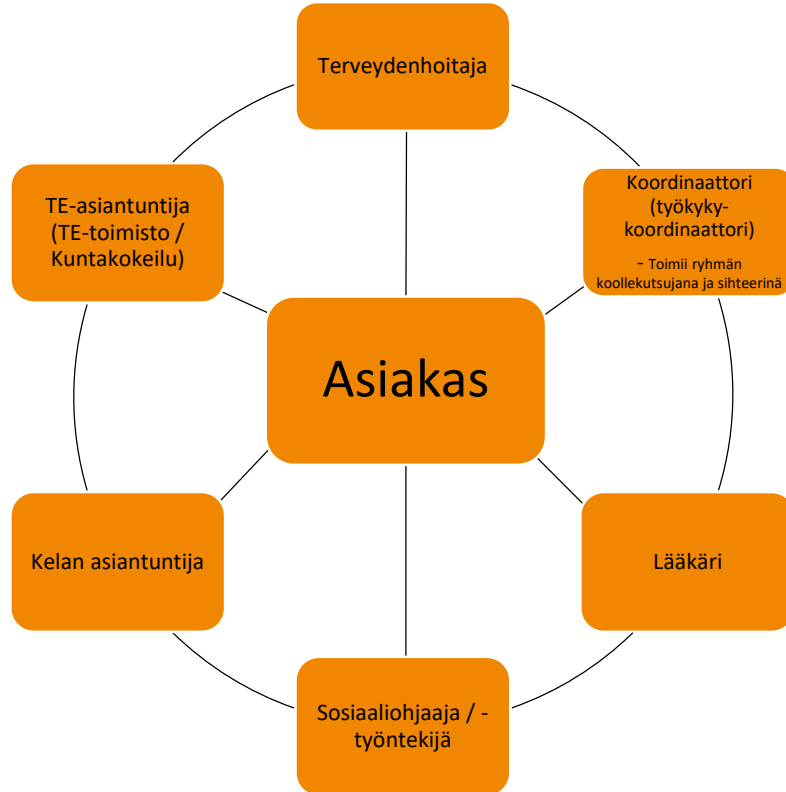 Terveydenhoitaja
TE-asiantuntija
(TE-toimisto /
Kuntakokeilu)
Koordinaattori
(työkyky-
koordinaattori)
- Toimii ryhmän
koollekutsujana ja sihteerinä
Asiakas
Kelan asiantuntija
Lääkäri
Sosiaaliohjaaja / -
työntekijä